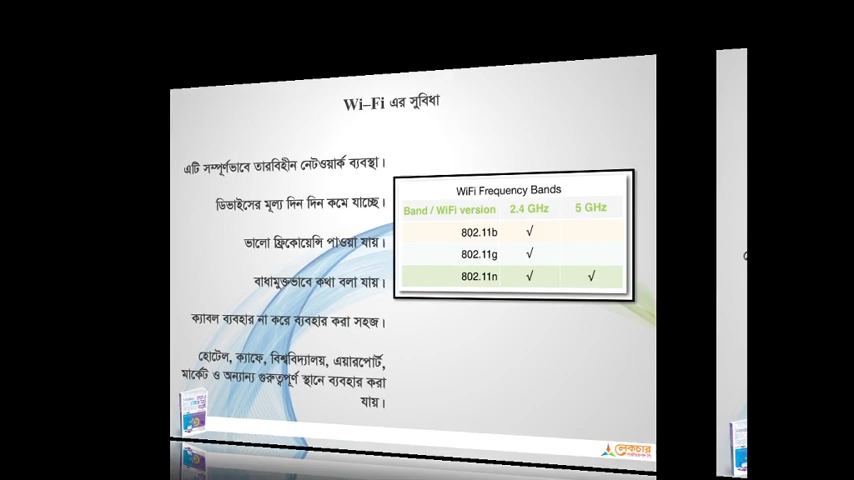 Wi–Fi এর সুবিধা
এটি সম্পূর্ণভাবে তারবিহীন নেটওয়ার্ক ব্যবস্থা।
ডিভাইসের মূল্য দিন দিন কমে যাচ্ছে।
ভালো ফ্রিকোয়েন্সি পাওয়া যায়।
বাধামুক্তভাবে কথা বলা যায়।
ক্যাবল ব্যবহার না করে ব্যবহার করা সহজ।
হোটেল, ক্যাফে, বিশ্ববিদ্যালয়, এয়ারপোর্ট,
মার্কেট ও অন্যান্য গুরুত্বপূর্ণ স্থানে ব্যবহার করা
যায়।
WiFi Frequency Bands
Band / WiFi version 2.4 GHz 5 GHz
802.11b √
802.11g √
802.11n √ √
লেকচার